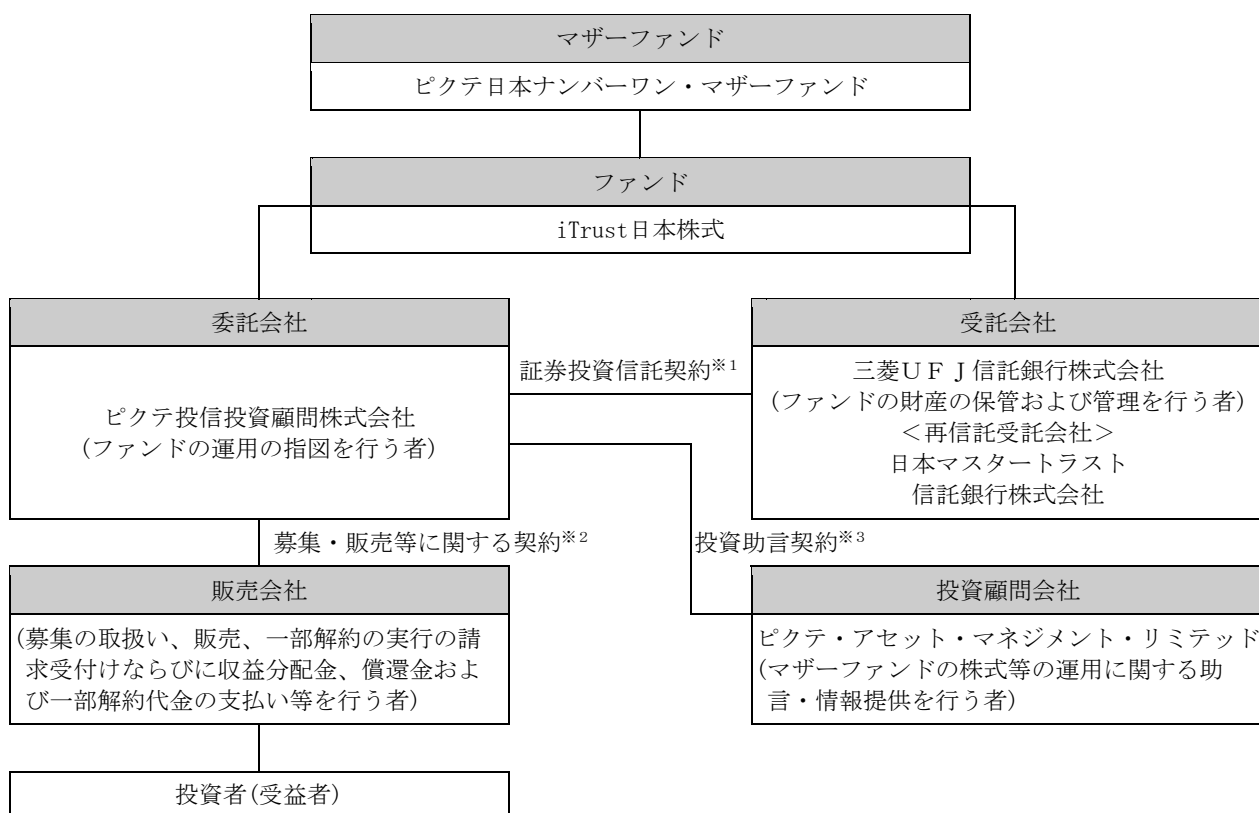 マザーファンド
ピクテ日本ナンバーワン・マザーファンド
ファンド
iTrust日本株式
委託会社
ピクテ投信投資顧問株式会社
(ファンドの運用の指図を行う者)
証券投資信託契約※1
受託会社
三菱UFJ信託銀行株式会社
(ファンドの財産の保管および管理を行う者)
＜再信託受託会社＞
日本マスタートラスト
信託銀行株式会社
募集・販売等に関する契約※2
投資助言契約※3
販売会社
(募集の取扱い、販売、一部解約の実行の請
求受付けならびに収益分配金、償還金およ
び一部解約代金の支払い等を行う者)
投資顧問会社
ピクテ・アセット・マネジメント・リミテッド
(マザーファンドの株式等の運用に関する助
言・情報提供を行う者)
投資者(受益者)